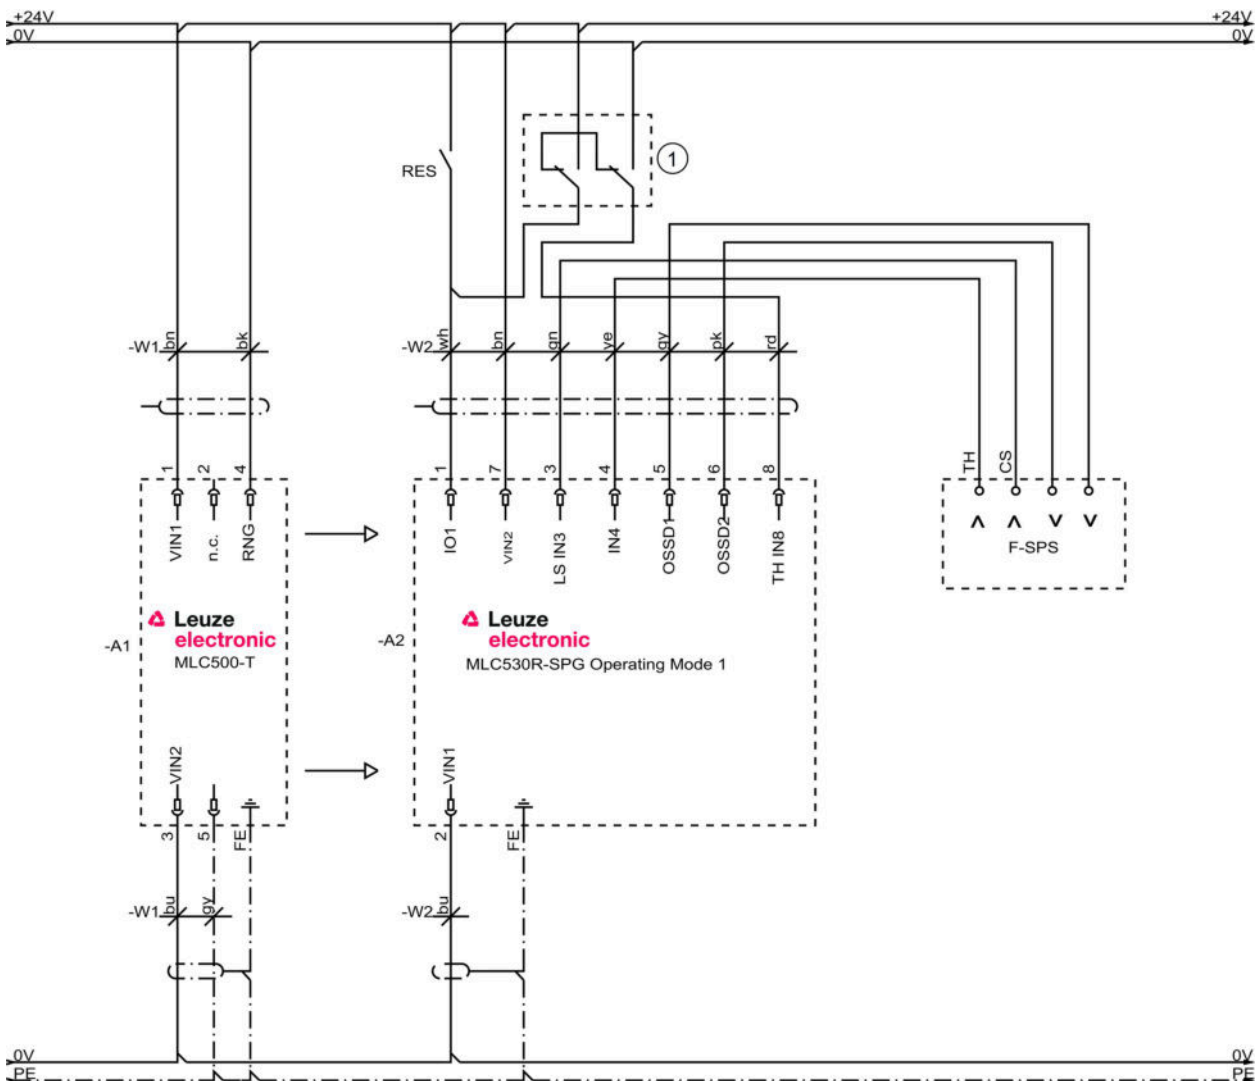 +24V
+24V
0V
0V
1
RES
-W1
bn
bk
-W2
wh
bn
gn
ye
gy
pk
rd
1
2
4
1
7
3
4
5
6
8
TH
CS
VIN1
n.c.
RNG
IO1
VIN2
LS IN3
IN4
OSSD1
OSSD2
TH IN8
F-SPS
-A1
Leuze
electronic
MLC500-T
-A2
Leuze
electronic
MLC530R-SPG Operating Mode 1
VIN2
VIN1
3
5
FE
2
FE
-W1
bu
gy
-W2
bu
0V
0V
PE
PE